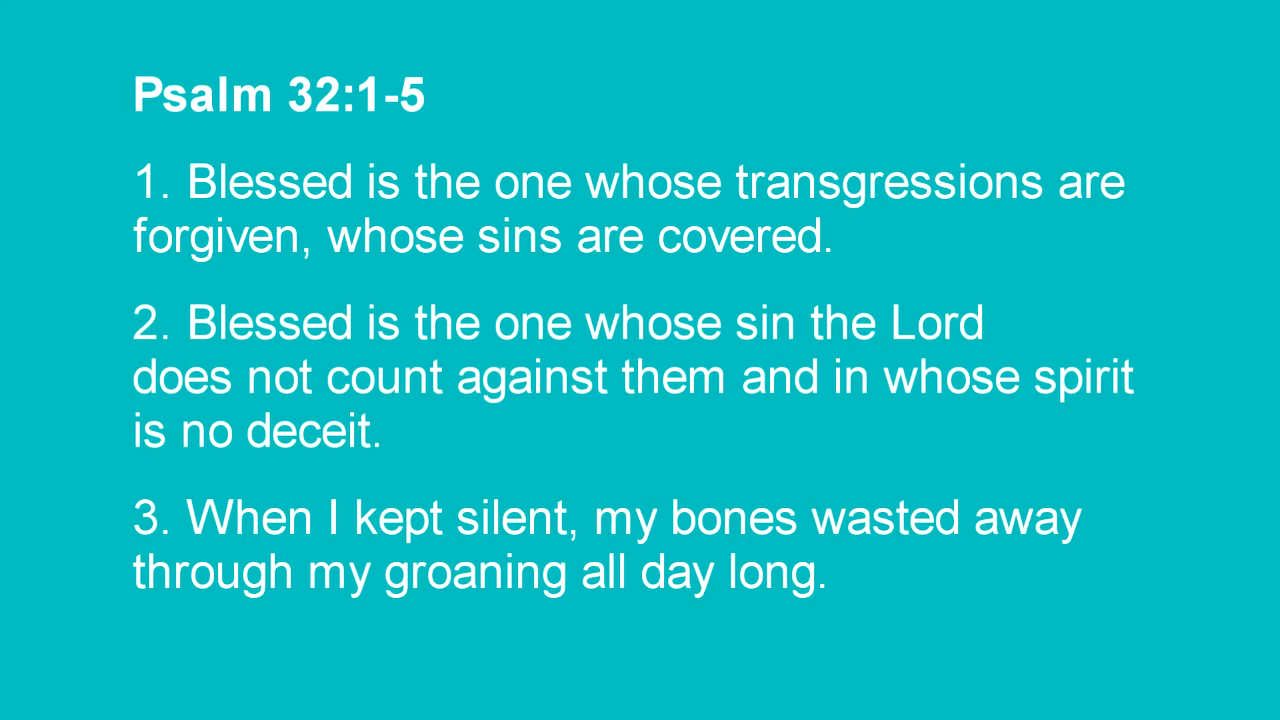 Psalm 32:1-5
1. Blessed is the one whose transgressions are
forgiven, whose sins are covered.
2. Blessed is the one whose sin the Lord
does not count against them and in whose spirit
is no deceit.
3. When I kept silent, my bones wasted away
through my groaning all day long.